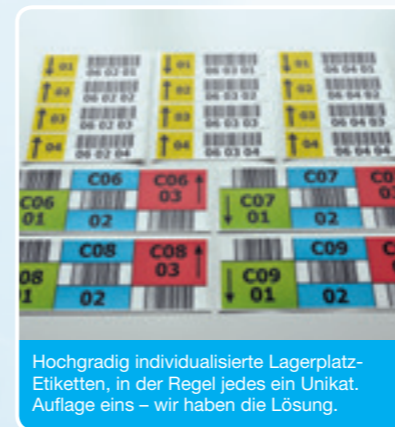 01 01 01
06 02 01 06 03 01 06 04 01
02 02 02
06 02 02 06 03 02 06 04 02
03 03 03
06 02 03 06 03 03 06 04 03
04 04 04
06 02 04 06 03 04 06 04 04
C06 C06 C07
C06 03 C07
01 02 01 02
C08 C08 C09
03 C09
02 01 02
Hochgradig individualisierte Lagerplatz-
Etiketten, in der Regel jedes ein Unikat.
Auflage eins – wir haben die Lösung.